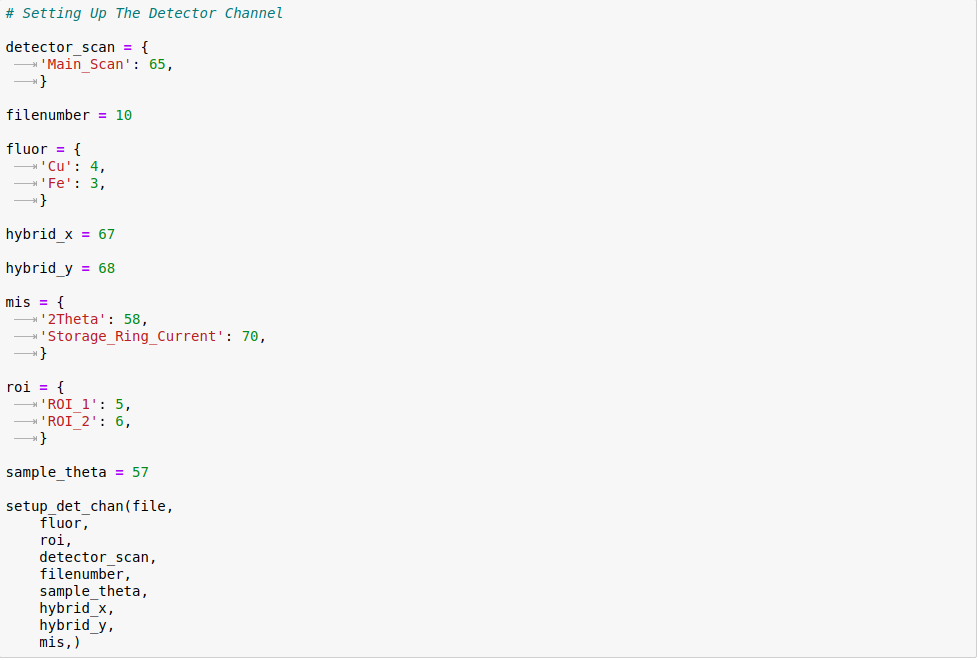 # Setting Up The Detector Channel

detector_scan = {
    'Main_Scan': 65,
    }

filenumber = 10

fluor = {
    'Cu': 4,
    'Fe': 3,
    }

hybrid_x = 67

hybrid_y = 68

mis = {
    '2Theta': 58,
    'Storage_Ring_Current': 70,
    }

roi = {
    'ROI_1': 5,
    'ROI_2': 6,
    }

sample_theta = 57

setup_det_chan(file,
    fluor,
    roi,
    detector_scan,
    filenumber,
    sample_theta,
    hybrid_x,
    hybrid_y,
    mis,)